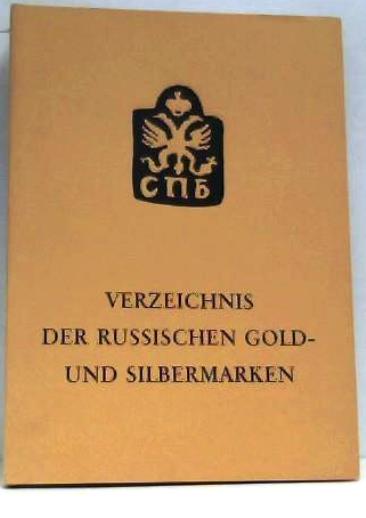 СПБ
VERZEICHNIS
DER RUSSISCHEN GOLD-
UND SILBERMARKEN